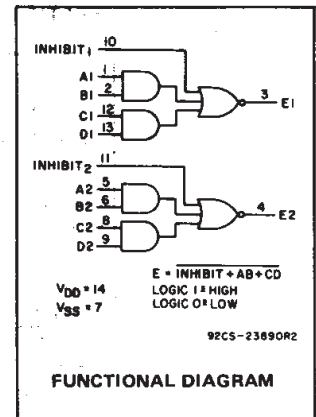 INHIBIT1 10
A1 1
B1 2
3 E1
C1 12
D1 13
INHIBIT2 11
A2 5
B2 6
4 E2
C2 8
D2 9
E = INHIBIT + AB + CD
VDD = 14
LOGIC 1 = HIGH
VSS = 7
LOGIC 0 = LOW
92CS-23890R2
FUNCTIONAL DIAGRAM